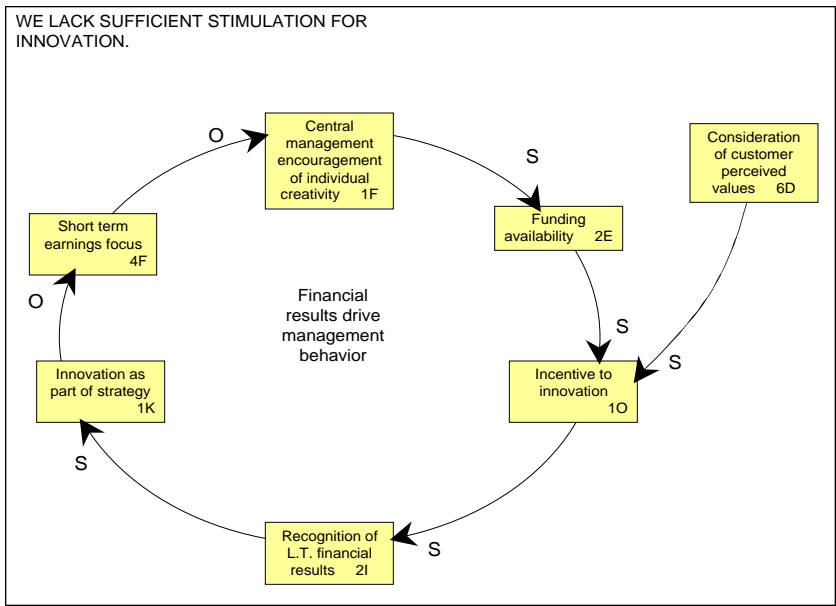 WE LACK SUFFICIENT STIMULATION FOR
INNOVATION.
O
Central
management
encouragement
of individual
creativity 1F
S
Consideration
of customer
perceived
values 6D
Short term
earnings focus
4F
Funding
availability 2E
O
Financial
results drive
management
behavior
S
S
Innovation as
part of strategy
1K
Incentive to
innovation
1O
S
Recognition of
L.T. financial
results 2I
S